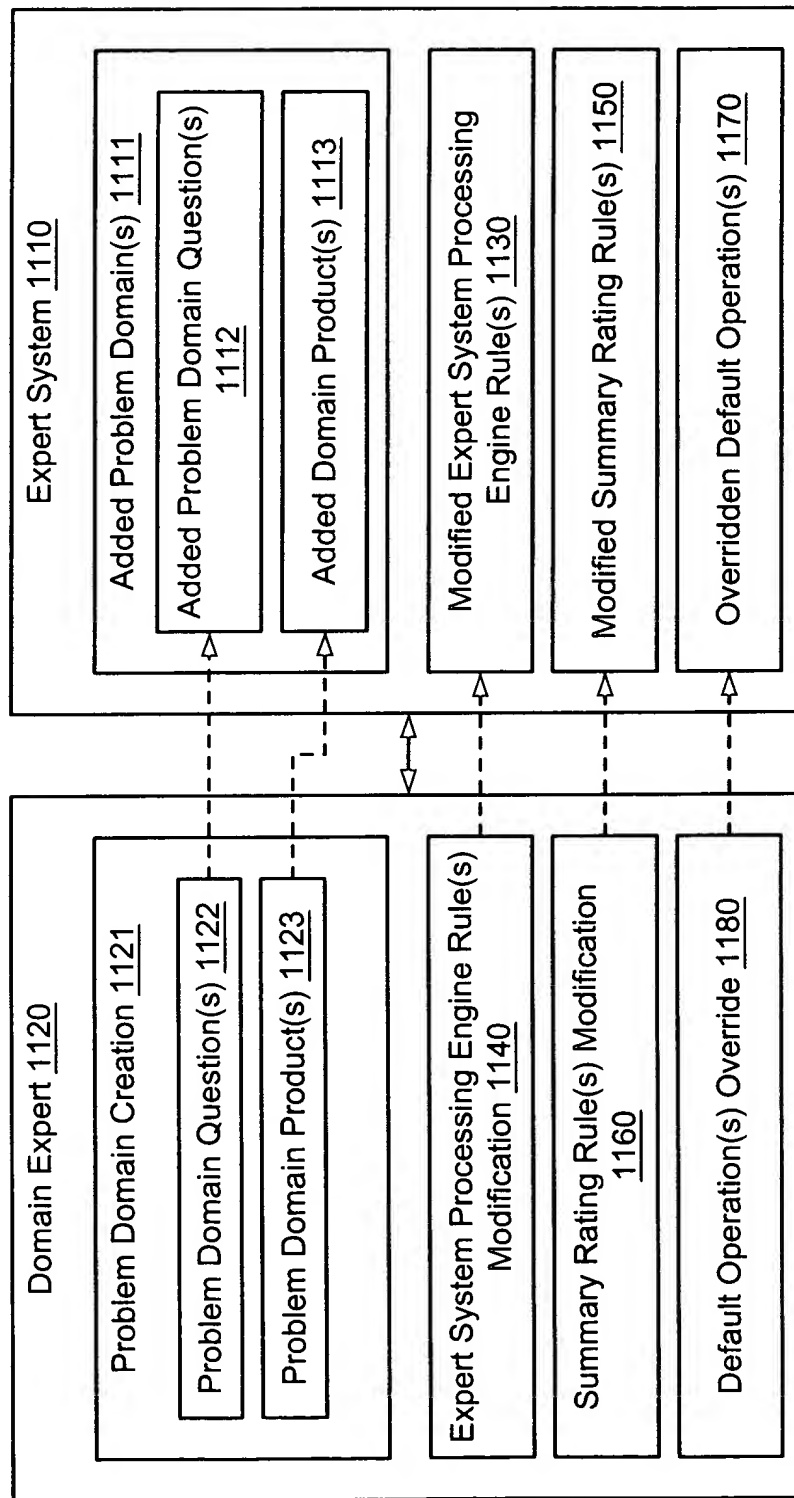 Domain Expert 1120
Problem Domain Creation 1121
Problem Domain Question(s) 1122
Problem Domain Product(s) 1123
Expert System Processing Engine Rule(s)
Modification 1140
Summary Rating Rule(s) Modification
1160
Default Operation(s) Override 1180
Expert System 1110
Added Problem Domain(s) 1111
Added Problem Domain Question(s)
1112
Added Domain Product(s) 1113
Modified Expert System Processing
Engine Rule(s) 1130
Modified Summary Rating Rule(s) 1150
Overridden Default Operation(s) 1170